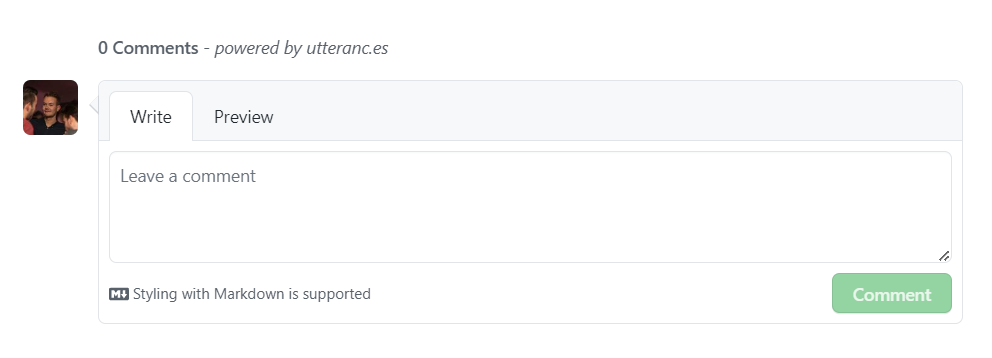 0 Comments - powered by utteranc.es
Write Preview
Leave a comment
M↓ Styling with Markdown is supported
Comment